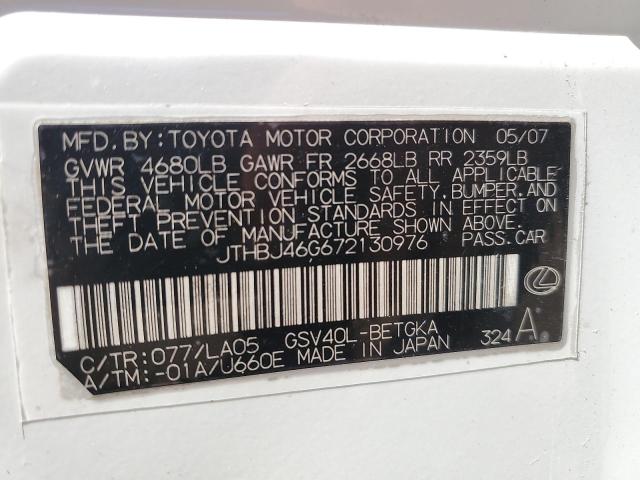 MFD. BY: TOYOTA MOTOR CORPORATION 05/07
GVWR 4680LB GAWR FR 2668LB RR 2359LB
THIS VEHICLE CONFORMS TO ALL APPLICABLE
FEDERAL MOTOR VEHICLE SAFETY, BUMPER, AND
THEFT PREVENTION STANDARDS IN EFFECT ON
THE DATE OF MANUFACTURE SHOWN ABOVE.
JTHBJ46G672130976 PASS. CAR
C/TR: 077/LA05 GSV40L-BETGKA
A/TM: -01A/U660E MADE IN JAPAN 324 A